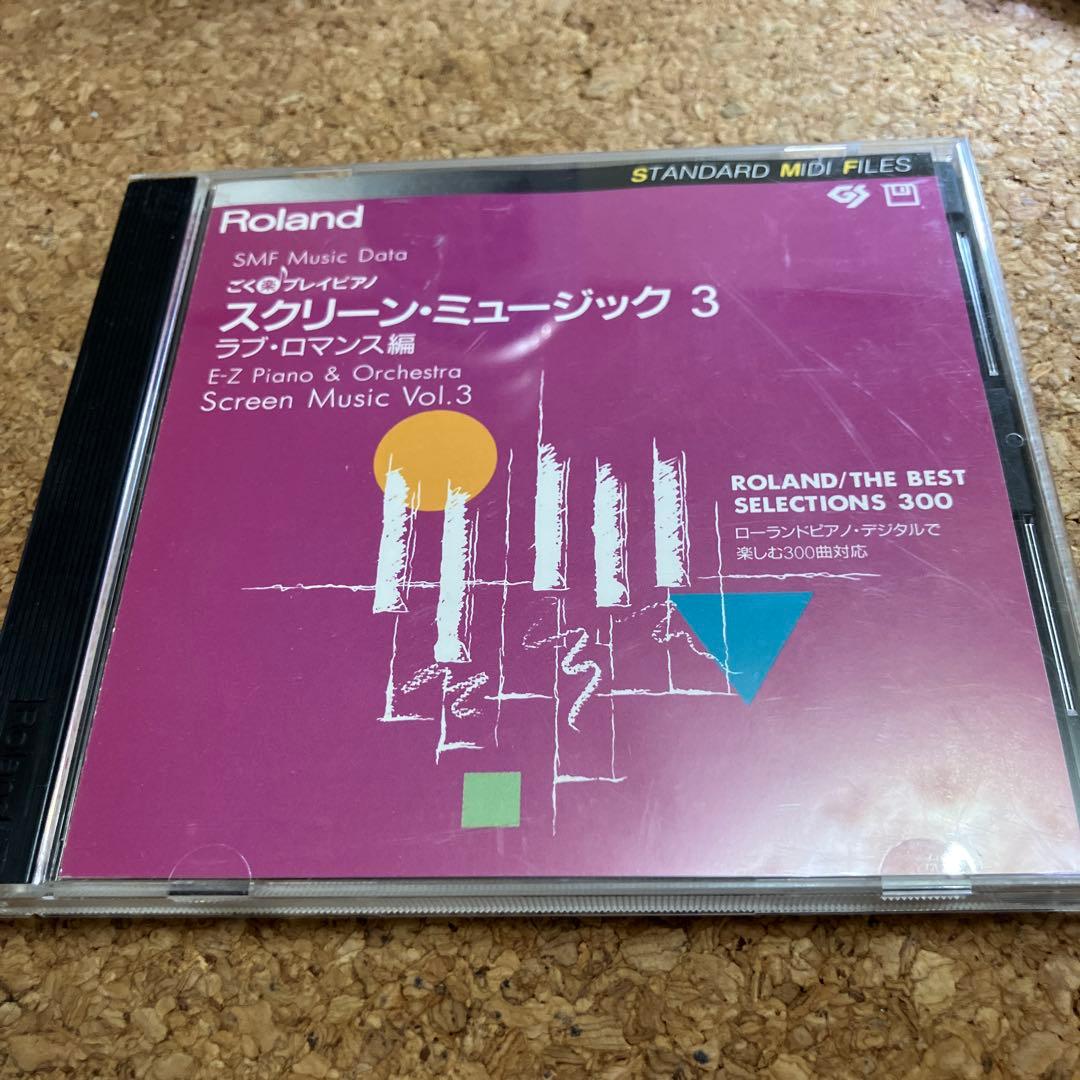 STANDARD MIDI FILES
GS
Roland
SMF Music Data
ごく楽プレイピアノ
スクリーン・ミュージック 3
ラブ・ロマンス編
E-Z Piano & Orchestra
Screen Music Vol.3
ROLAND/THE BEST
SELECTIONS 300
ローランドピアノ・デジタルで
楽しむ300曲対応
Roland